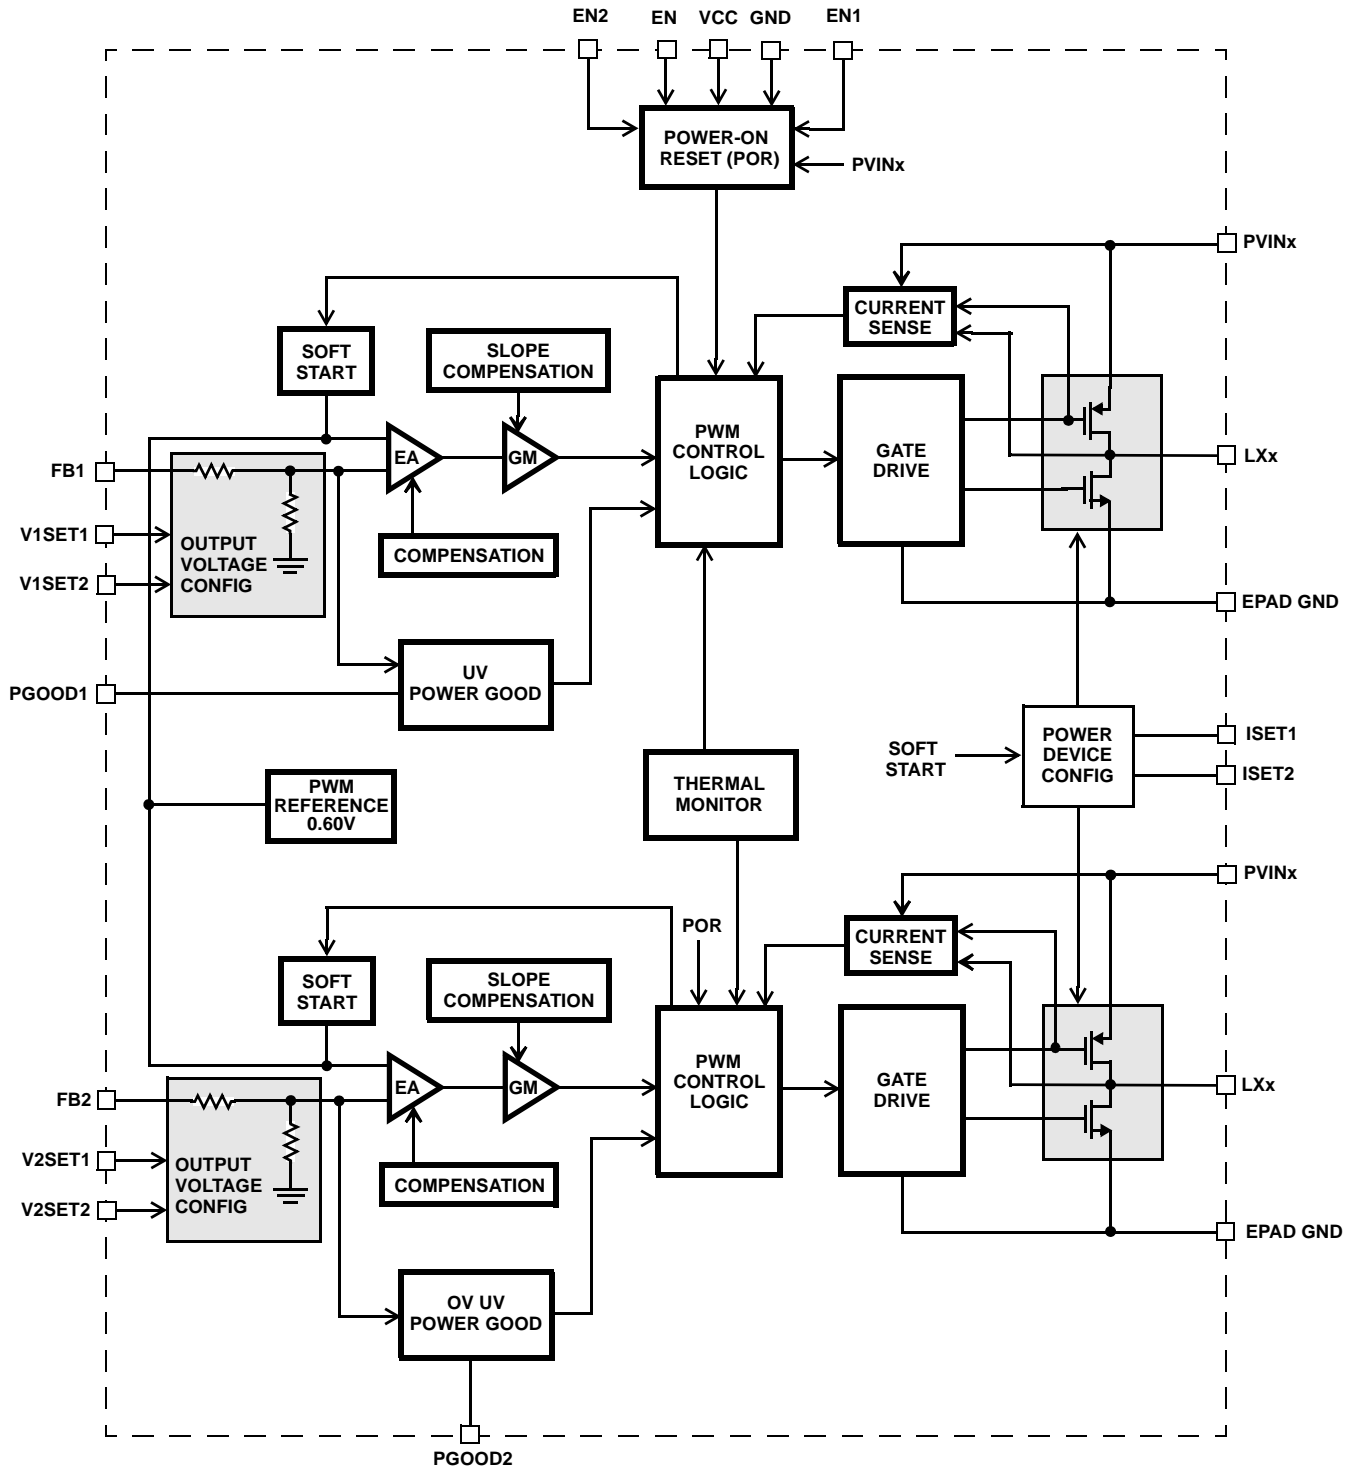 EN2 EN VCC GND EN1
POWER-ON
RESET (POR)
PVINx
PVINx
CURRENT
SENSE
SOFT
START
SLOPE
COMPENSATION
PWM
CONTROL
LOGIC
GATE
DRIVE
EA
GM
FB1
LXx
V1SET1
V1SET2
OUTPUT
VOLTAGE
CONFIG
COMPENSATION
EPAD GND
UV
POWER GOOD
PGOOD1
SOFT
START
POWER
DEVICE
CONFIG
ISET1
ISET2
PWM
REFERENCE
0.60V
THERMAL
MONITOR
PVINx
POR
CURRENT
SENSE
SOFT
START
SLOPE
COMPENSATION
PWM
CONTROL
LOGIC
GATE
DRIVE
EA
GM
FB2
LXx
V2SET1
V2SET2
OUTPUT
VOLTAGE
CONFIG
COMPENSATION
EPAD GND
OV UV
POWER GOOD
PGOOD2